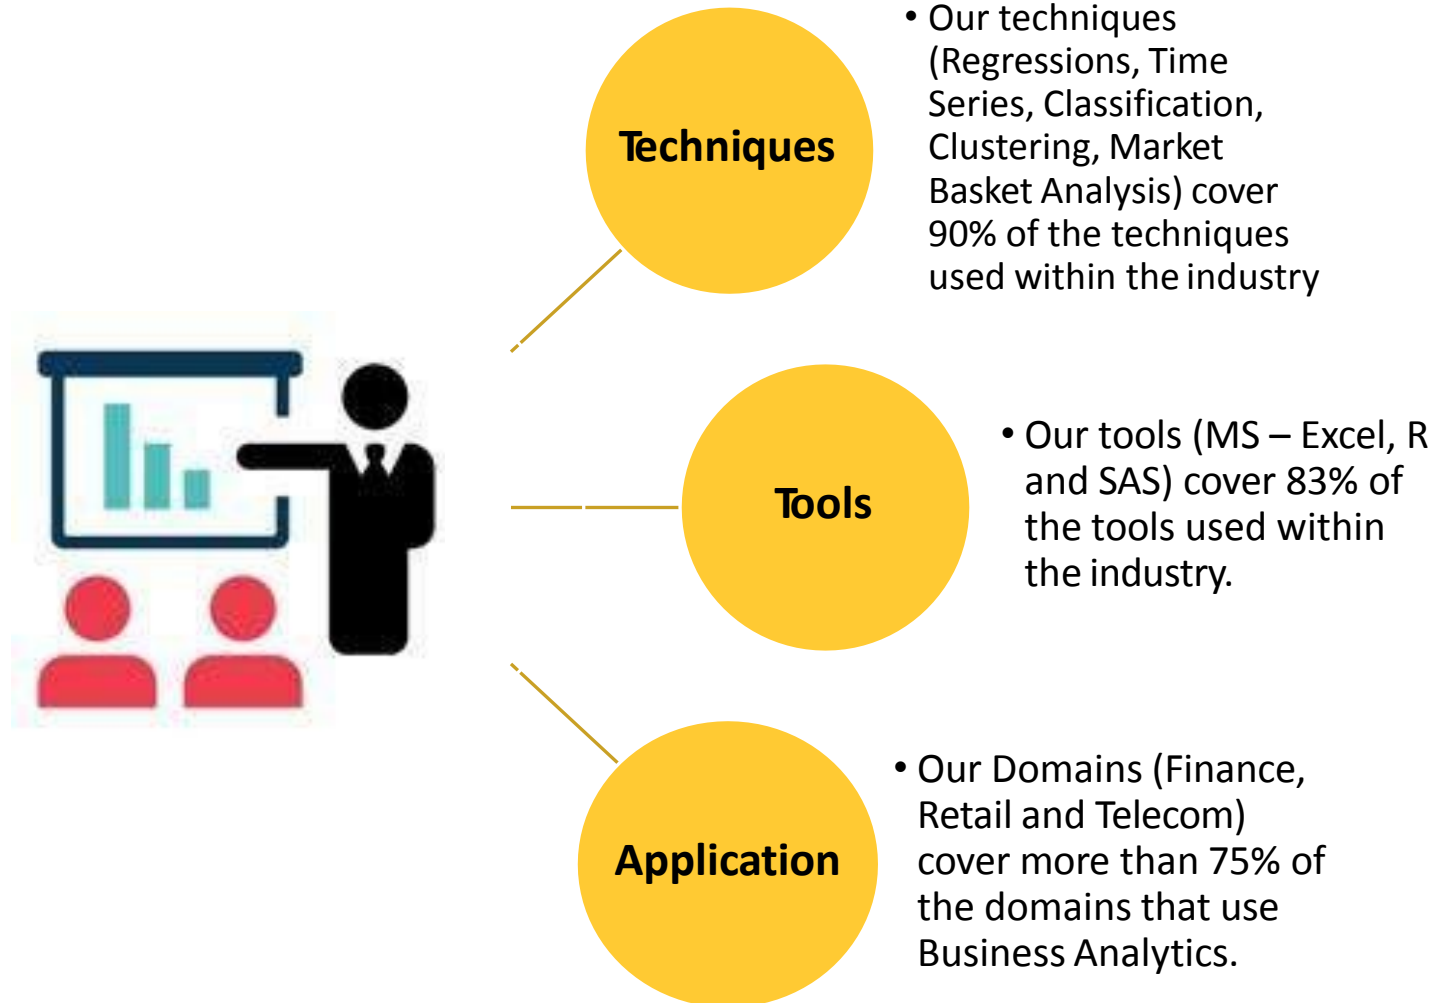 Techniques
• Our techniques
(Regressions, Time
Series, Classification,
Clustering, Market
Basket Analysis) cover
90% of the techniques
used within the industry
Tools
• Our tools (MS – Excel, R
and SAS) cover 83% of
the tools used within
the industry.
Application
• Our Domains (Finance,
Retail and Telecom)
cover more than 75% of
the domains that use
Business Analytics.